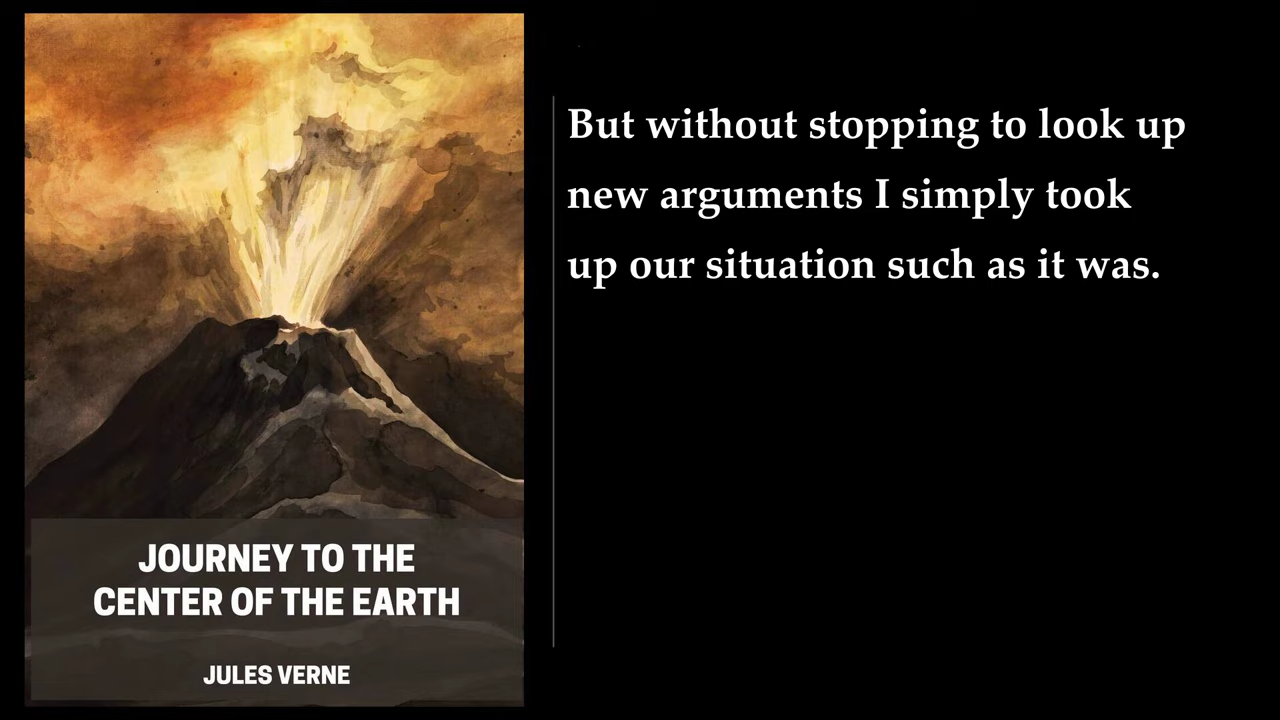 JOURNEY TO THE
CENTER OF THE EARTH
JULES VERNE
But without stopping to look up
new arguments I simply took
up our situation such as it was.